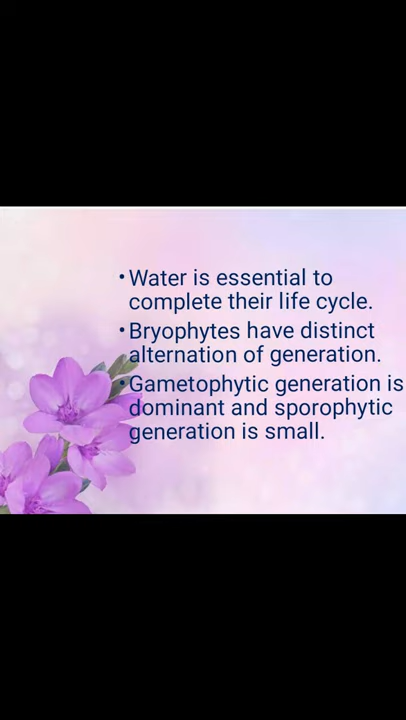 •Water is essential to
complete their life cycle.
•Bryophytes have distinct
alternation of generation.
•Gametophytic generation is
dominant and sporophytic
generation is small.